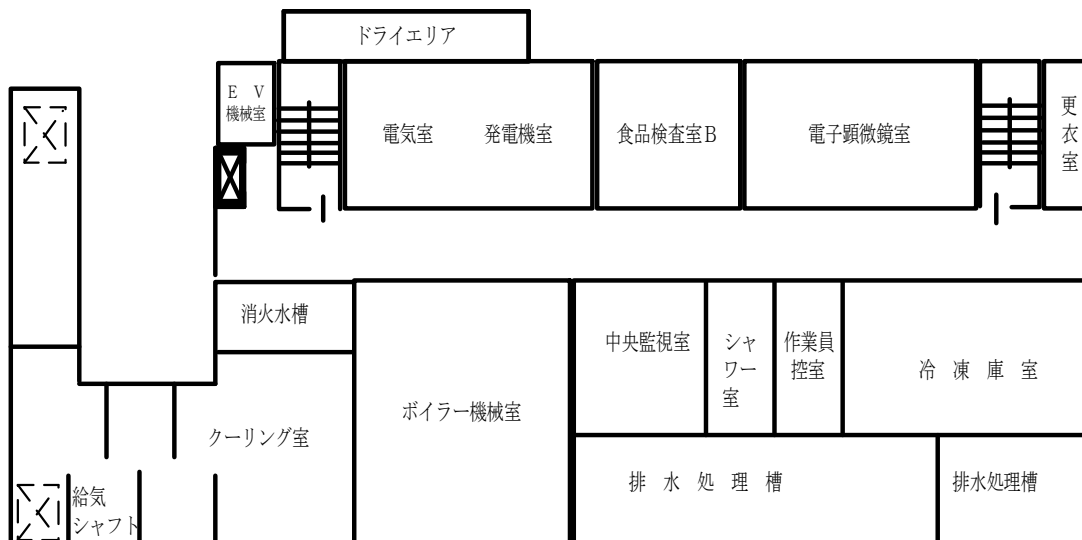 ドライエリア
Ｅ Ｖ
機械室
電気室
発電機室
食品検査室Ｂ
電子顕微鏡室
更
衣
室
消火水槽
中央監視室
シャ
ワー
室
作業員
控室
冷 凍 庫 室
ボイラー機械室
クーリング室
排 水 処 理 槽
排水処理槽
給気
シャフト